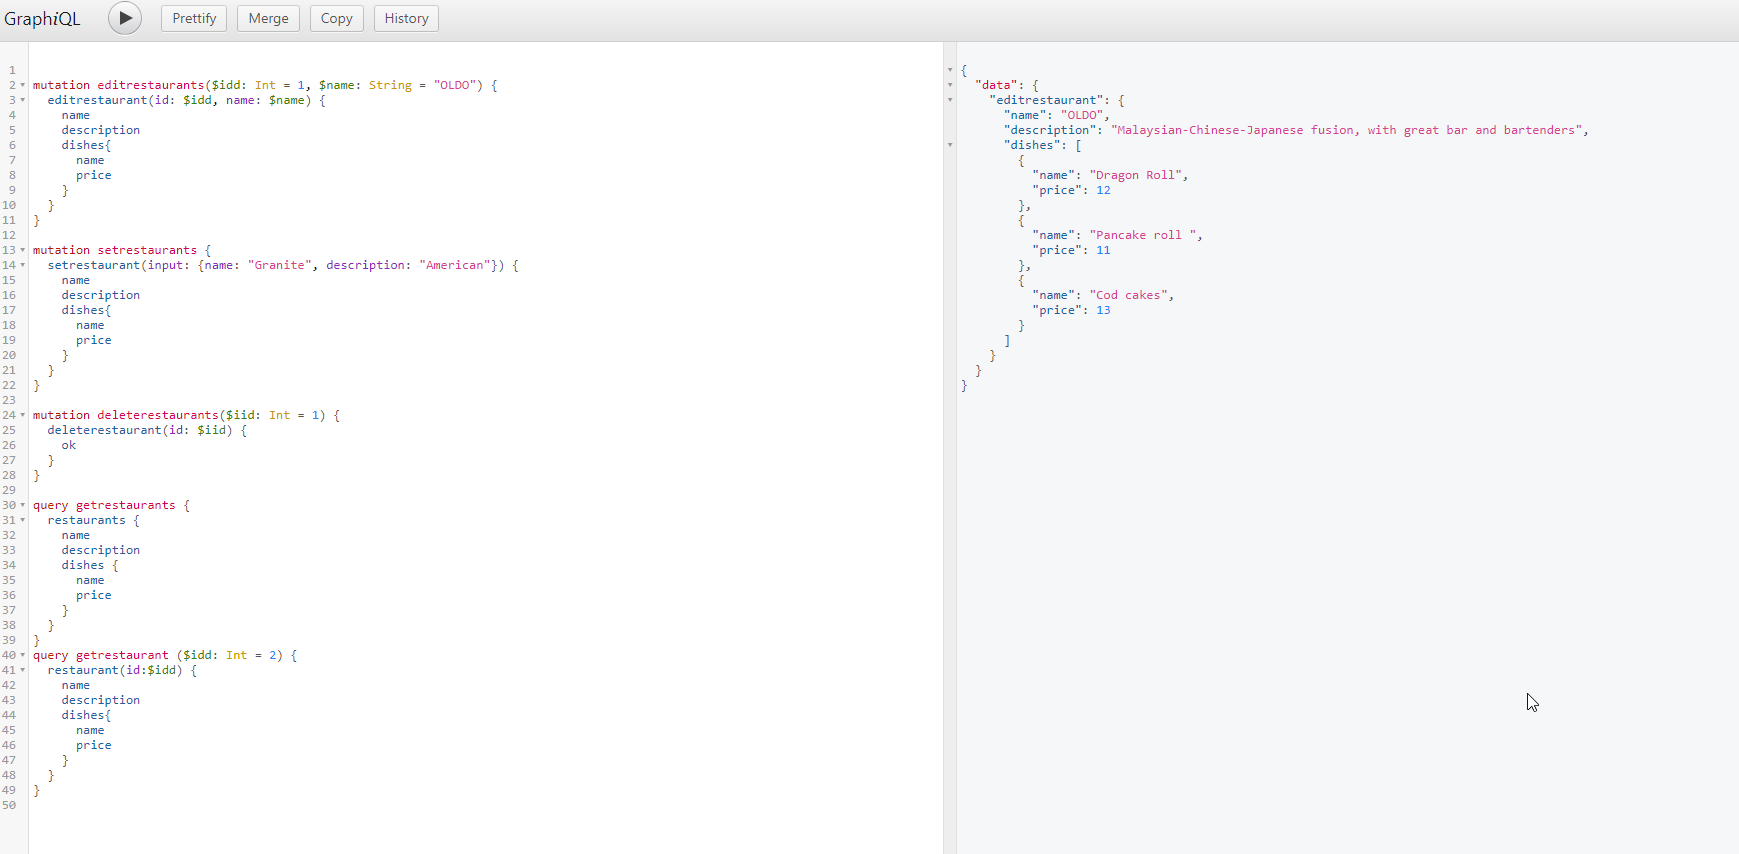 GraphiQL Prettify Merge Copy History
1
2 mutation editrestaurants($idd: Int = 1, $name: String = "OLDO") {
3 editrestaurant(id: $idd, name: $name) {
4 name
5 description
6 dishes{
7 name
8 price
9 }
10 }
11 }
12
13 mutation setrestaurants {
14 setrestaurant(input: {name: "Granite", description: "American"}) {
15 name
16 description
17 dishes{
18 name
19 price
20 }
21 }
22 }
23
24 mutation deleterestaurants($iid: Int = 1) {
25 deleterestaurant(id: $iid) {
26 ok
27 }
28 }
29
30 query getrestaurants {
31 restaurants {
32 name
33 description
34 dishes {
35 name
36 price
37 }
38 }
39 }
40 query getrestaurant ($idd: Int = 2) {
41 restaurant(id:$idd) {
42 name
43 description
44 dishes{
45 name
46 price
47 }
48 }
49 }
50
{
"data": {
"editrestaurant": {
"name": "OLDO",
"description": "Malaysian-Chinese-Japanese fusion, with great bar and bartenders",
"dishes": [
{
"name": "Dragon Roll",
"price": 12
},
{
"name": "Pancake roll ",
"price": 11
},
{
"name": "Cod cakes",
"price": 13
}
]
}
}
}